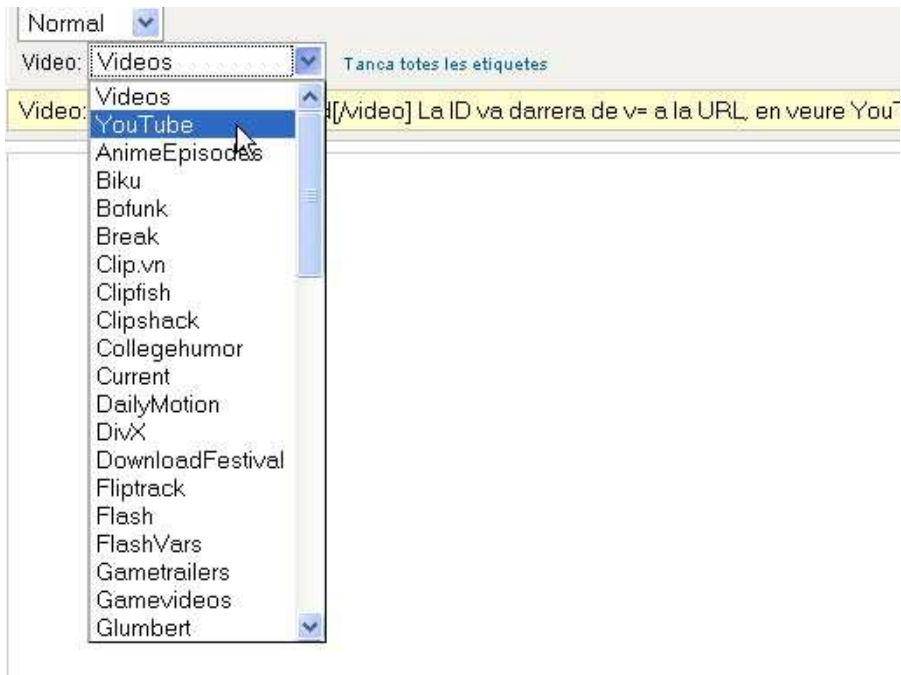 Normal
Video: Videos Tanca totes les etiquetes
Video: [/video] La ID va darrera de v= a la URL, en veure
Videos
YouTube
AnimeEpisodes
Biku
Bofunk
Break
Clip.vn
Clipfish
Clipshack
Collegehumor
Current
DailyMotion
DivX
DownloadFestival
Fliptrack
Flash
FlashVars
Gametrailers
Gamevideos
Glumbert